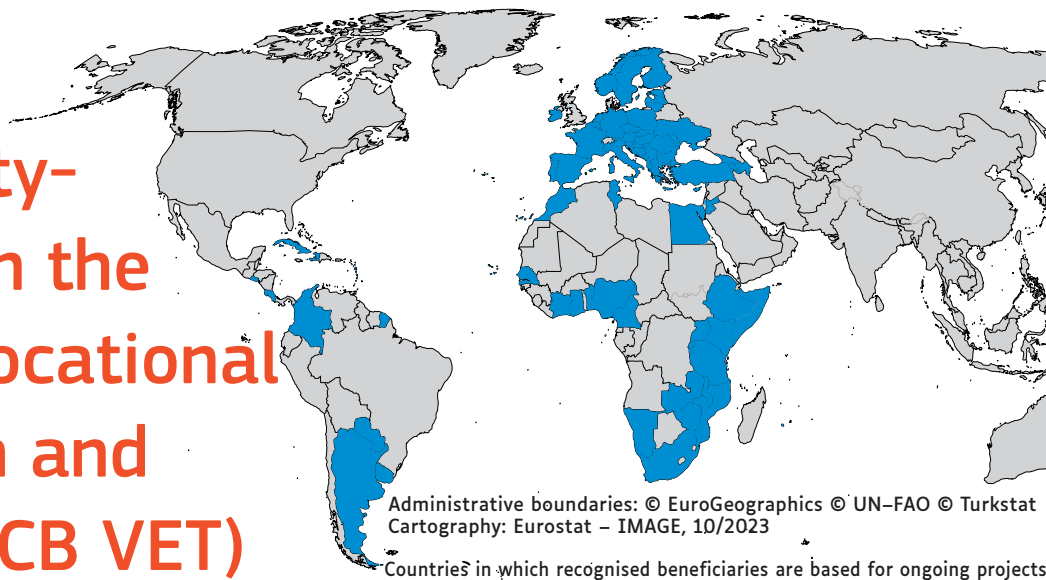 ty-
n the
ocational
n and
CB VET)
Administrative boundaries: © EuroGeographics © UN–FAO © Turkstat
Cartography: Eurostat – IMAGE, 10/2023
Countries in which recognised beneficiaries are based for ongoing projects